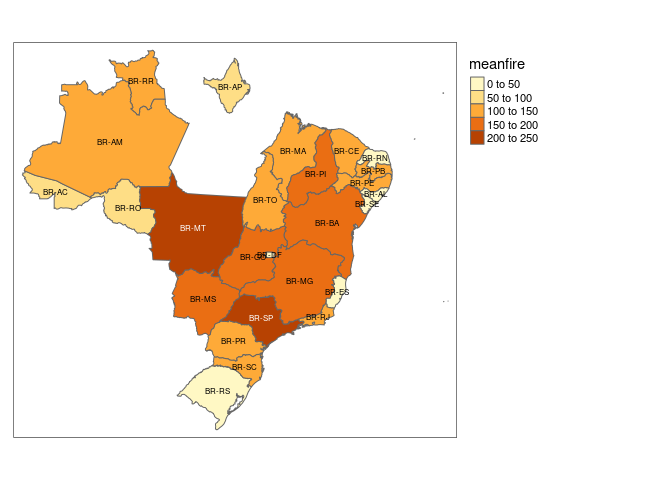 meanfire
0 to 50
50 to 100
100 to 150
150 to 200
200 to 250
BR-RR
BR-AP
BR-AM
BR-MA
BR-CE
BR-RN
BR-PI
BR-PB
BR-PE
BR-AC
BR-AL
BR-TO
BR-SE
BR-RO
BR-BA
BR-MT
BR-DF
BR-GO
BR-MG
BR-ES
BR-MS
BR-SP
BR-RJ
BR-PR
BR-SC
BR-RS